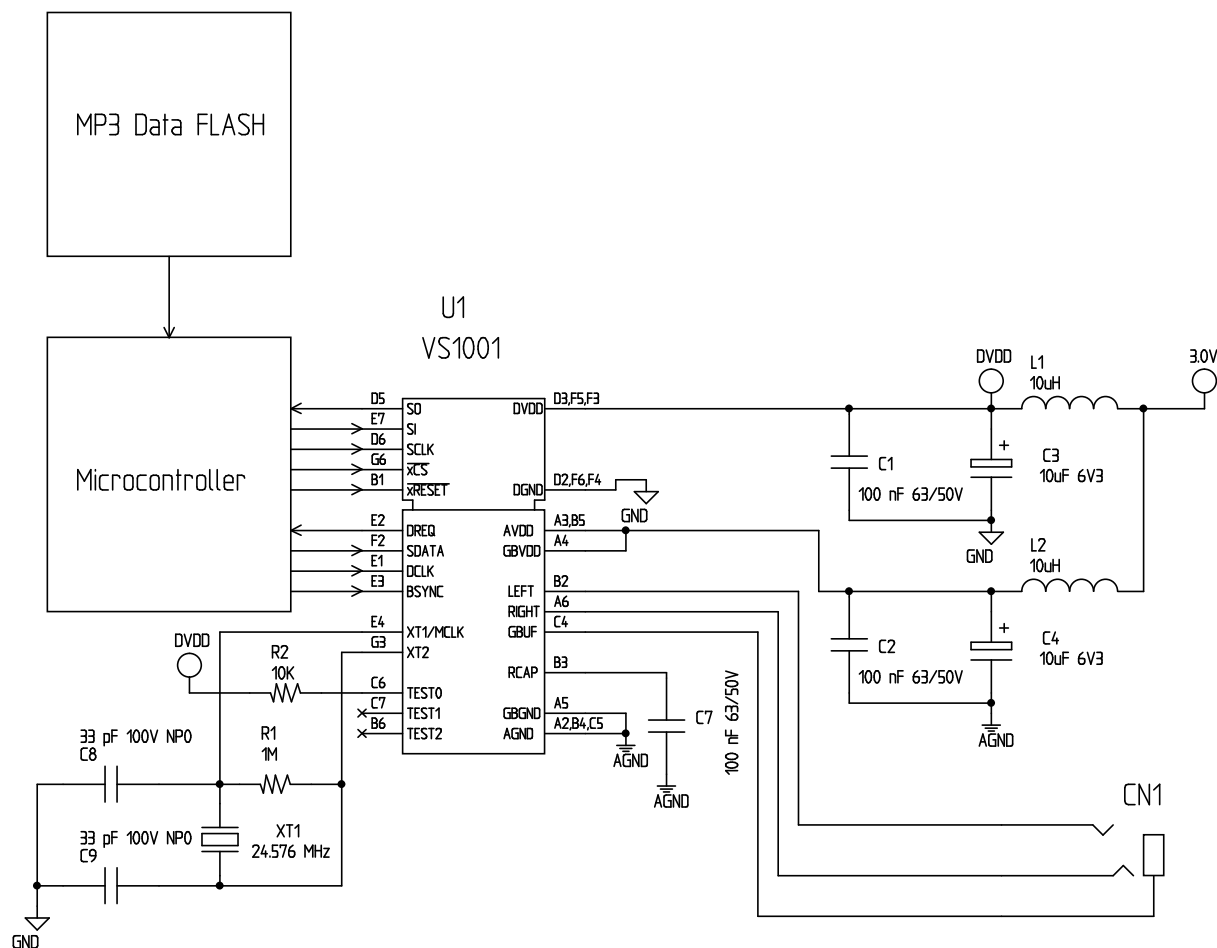 MP3 Data FLASH
U1
VS1001
DVDD
L1
10uH
3.0V
D5
SO
DVDD
D3,F5,F3
E7
SI
D6
SCLK
G6
xCS
B1
xRESET
DGND
D2,F6,F4
GND
C1
100 nF 63/50V
+
C3
10uF 6V3
GND
Microcontroller
E2
DREQ
AVDD
A3,B5
F2
SDATA
GBVDD
A4
E1
DCLK
E3
BSYNC
LEFT
B2
RIGHT
A6
E4
XT1/MCLK
GBUF
C4
G3
XT2
L2
10uH
C2
100 nF 63/50V
+
C4
10uF 6V3
AGND
DVDD
R2
10K
RCAP
B3
C6
TEST0
C7
TEST1
GBGND
A5
B6
TEST2
AGND
A2,B4,C5
AGND
C7
100 nF 63/50V
AGND
33 pF 100V NP0
C8
R1
1M
33 pF 100V NP0
C9
XT1
24.576 MHz
GND
CN1